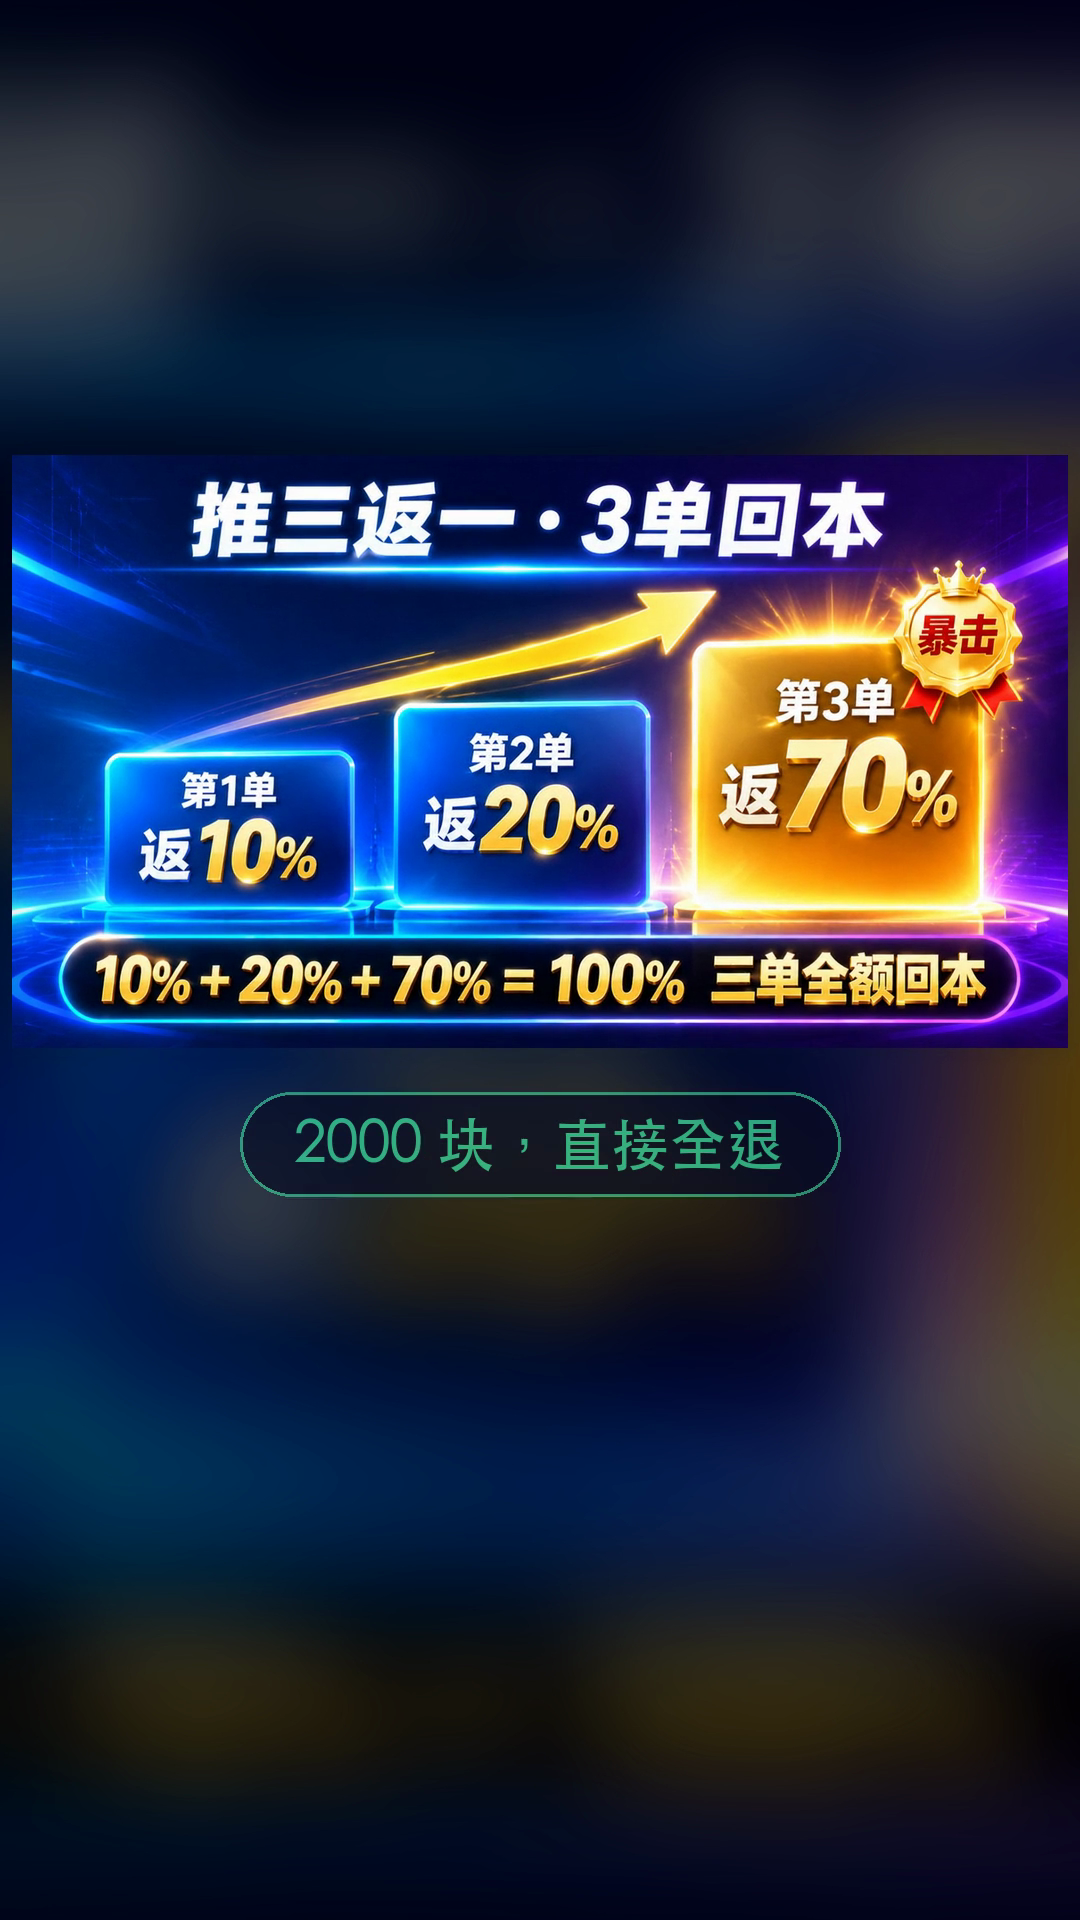 推三返一·3单回本
暴击
第1单
返10%
第2单
返20%
第3单
返70%
10%+20%+70%=100% 三单全额回本
2000 块，直接全退